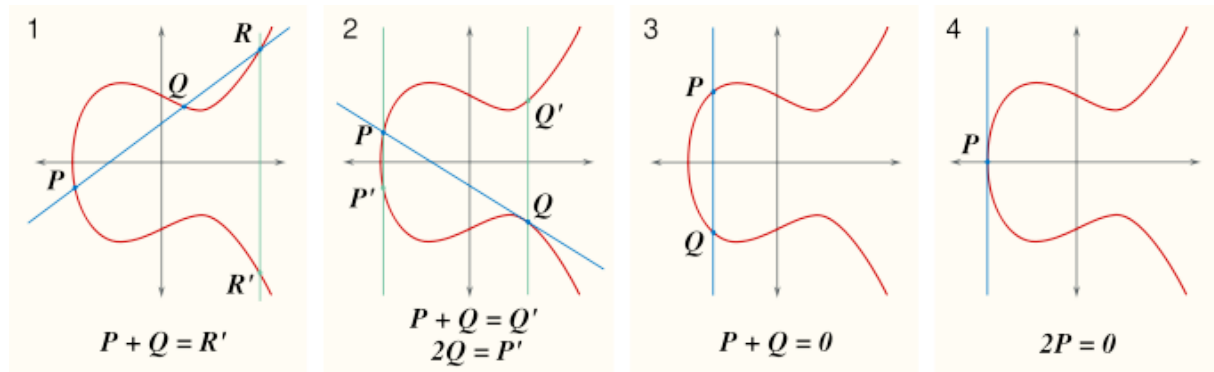 1
R
Q
P
R'
P + Q = R'
2
Q'
P
P'
Q
P + Q = Q'
2Q = P'
3
P
Q
P + Q = 0
4
P
2P = 0